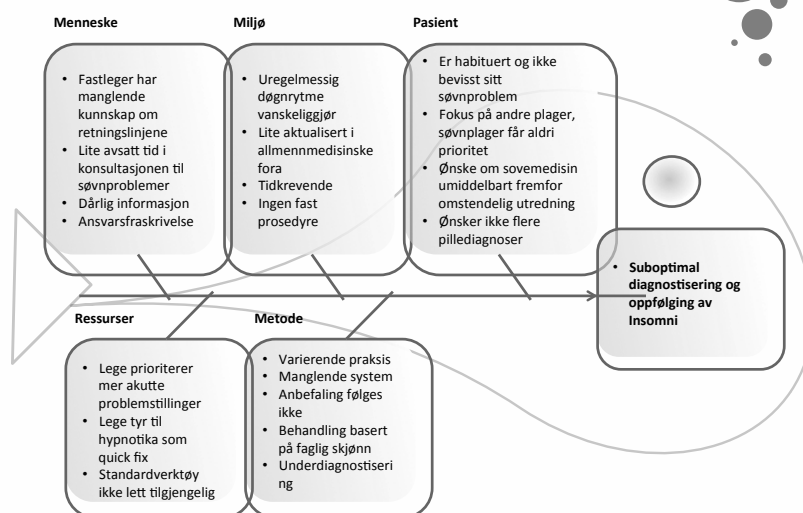 Menneske
• Fastleger har
manglende
kunnskap om
retningslinjene
• Lite avsatt tid i
konsultasjonen til
søvnproblemer
• Dårlig informasjon
• Ansvarsfraskrivelse
Miljø
• Uregelmessig
døgnrytme
vanskeliggjør
• Lite aktualisert i
allmennmedisinske
fora
• Tidkrevende
• Ingen fast
prosedyre
Pasient
• Er habituert og ikke
bevisst sitt
søvnproblem
• Fokus på andre plager,
søvnplager får aldri
prioritet
• Ønske om sovemedisin
umiddelbart fremfor
omstendelig utredning
• Ønsker ikke flere
pillediagnoser
• Suboptimal
diagnostisering og
oppfølging av
Insomni
Ressurser
• Lege prioriterer
mer akutte
problemstillinger
• Lege tyr til
hypnotika som
quick fix
• Standardverktøy
ikke lett tilgjengelig
Metode
• Varierende praksis
• Manglende system
• Anbefaling følges
ikke
• Behandling basert
på faglig skjønn
• Underdiagnostiseri
ng